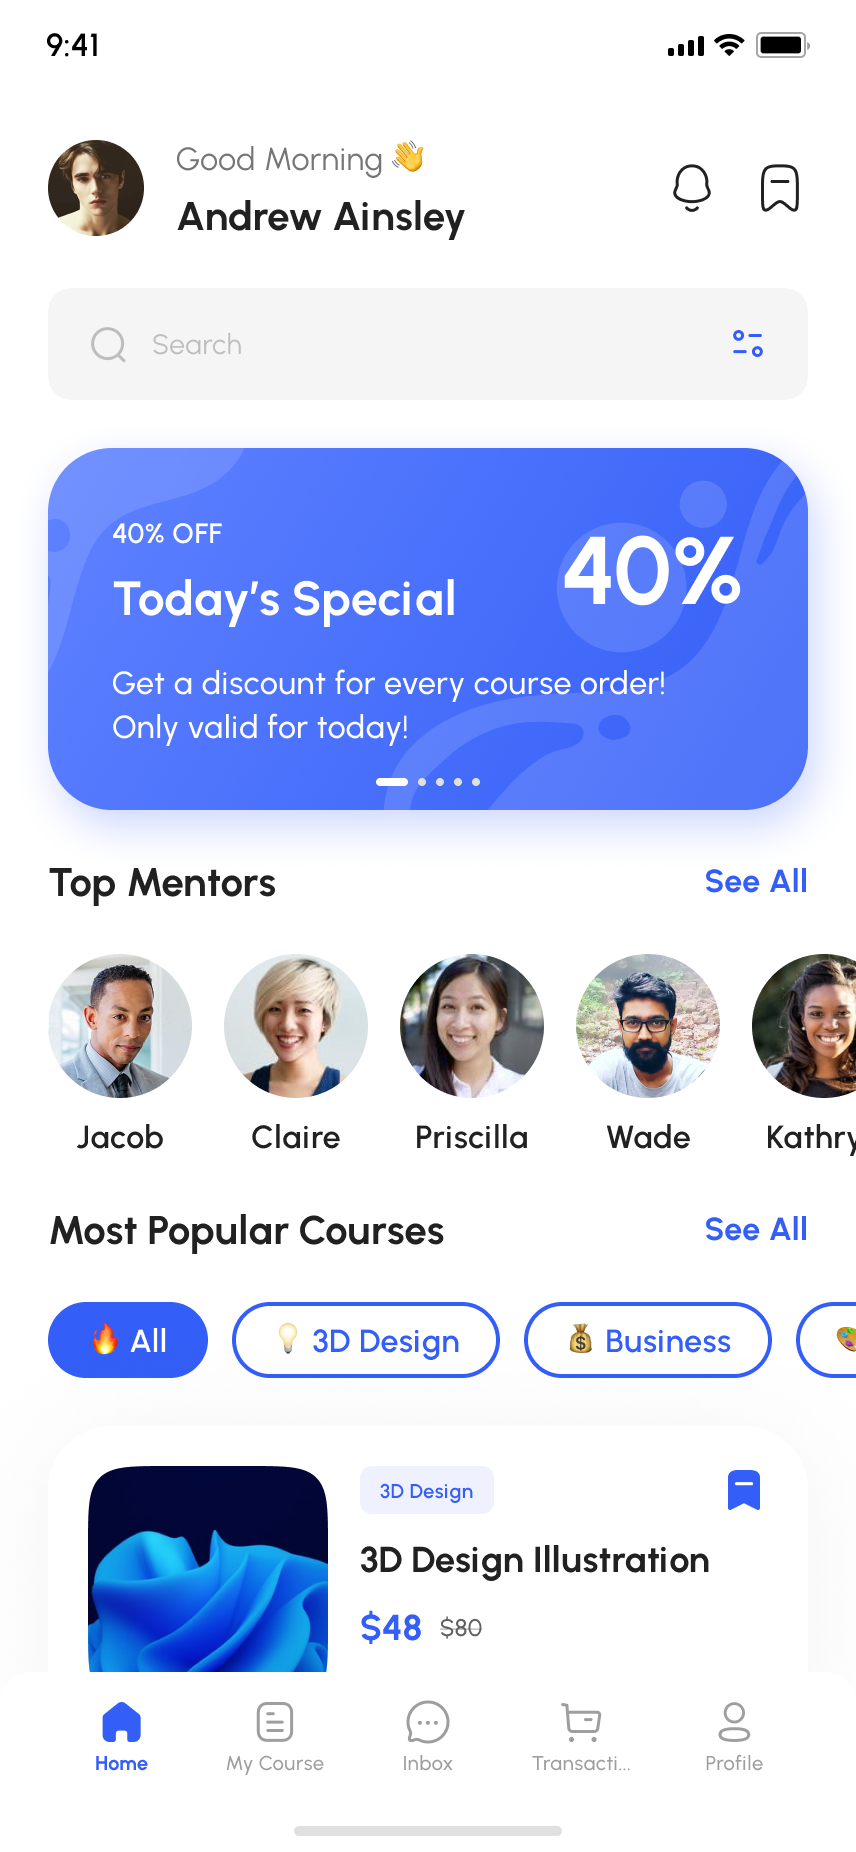 9:41
Good Morning 👋
Andrew Ainsley
Search
40% OFF
Today's Special
40%
Get a discount for every course order!
Only valid for today!
Top Mentors
See All
Jacob
Claire
Priscilla
Wade
Kathry
Most Popular Courses
See All
🔥 All
💡 3D Design
💰 Business
3D Design
3D Design Illustration
$48 $80
Home
My Course
Inbox
Transacti...
Profile